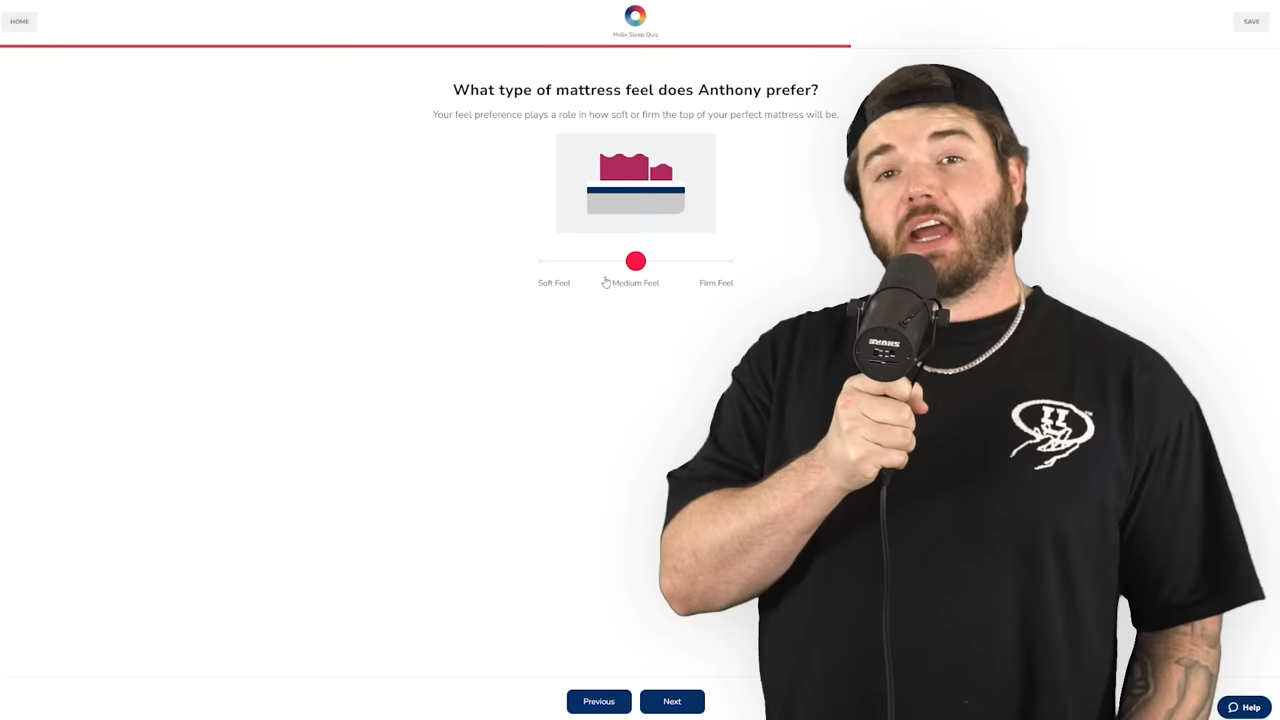 HOME
Helix Sleep Quiz
SAVE
What type of mattress feel does Anthony prefer?
Your feel preference plays a role in how soft or firm the top of your perfect mattress will be.
Soft Feel
Medium Feel
Firm Feel
SHURE
Previous
Next
Help